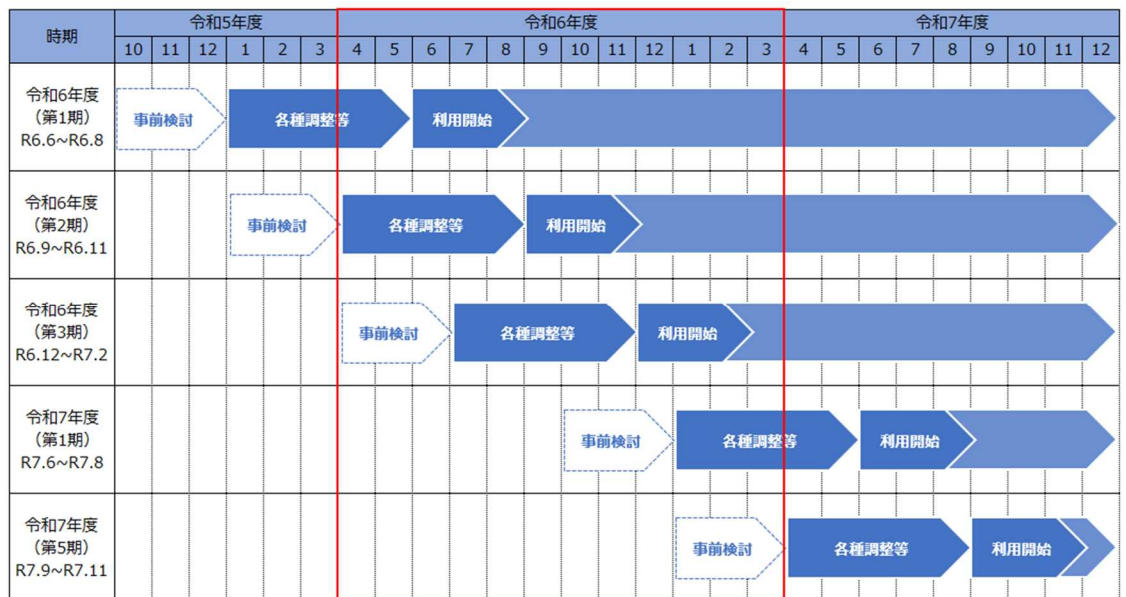 時期
令和5年度
令和6年度
令和7年度
10 11 12 1 2 3 4 5 6 7 8 9 10 11 12 1 2 3 4 5 6 7 8 9 10 11 12
令和6年度
(第1期)
R6.6~R6.8
事前検討
各種調整等
利用開始
令和6年度
(第2期)
R6.9~R6.11
事前検討
各種調整等
利用開始
令和6年度
(第3期)
R6.12~R7.2
事前検討
各種調整等
利用開始
令和7年度
(第1期)
R7.6~R7.8
事前検討
各種調整等
利用開始
令和7年度
(第5期)
R7.9~R7.11
事前検討
各種調整等
利用開始